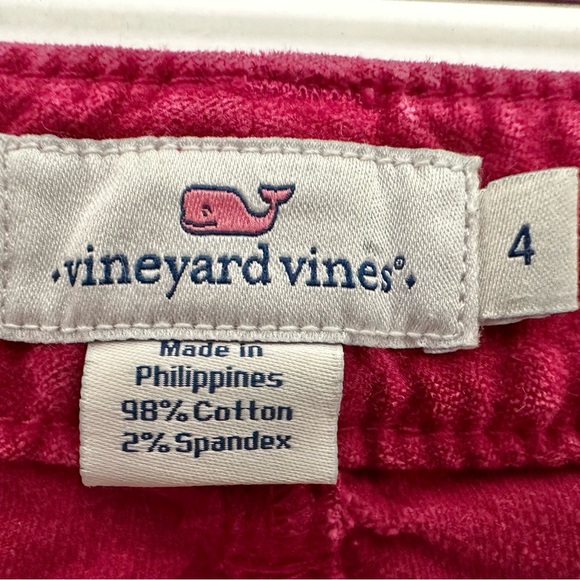 ·vineyard vines®·
4
Made in
Philippines
98% Cotton
2% Spandex